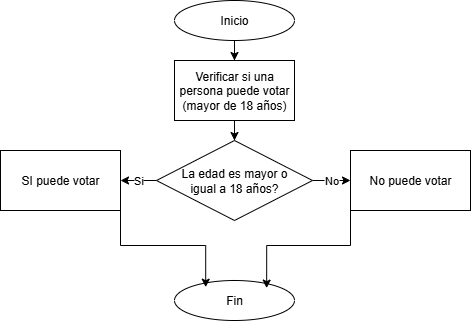 Inicio
Verificar si una
persona puede votar
(mayor de 18 años)
La edad es mayor o
igual a 18 años?
Si
No
SI puede votar
No puede votar
Fin